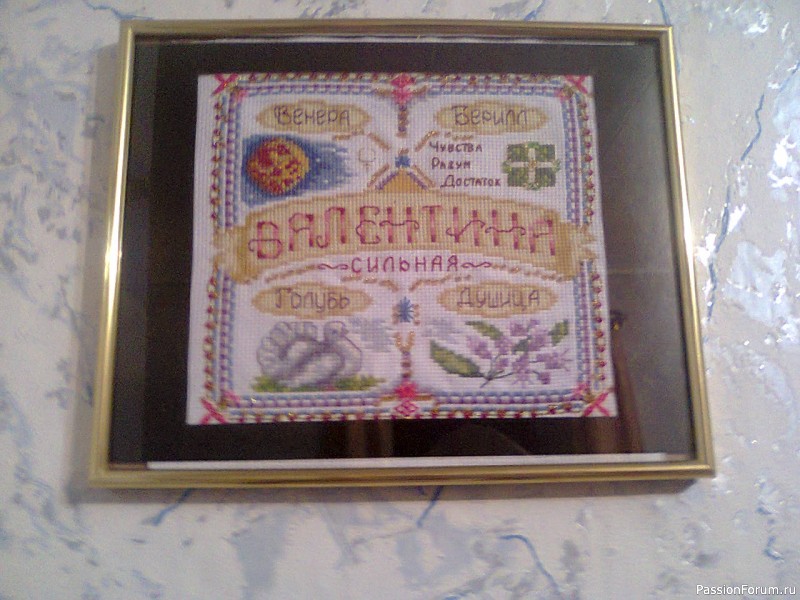 ВЕНЕРА
БЕРИЛЛ
ЧУВСТВА
РАЗУМ
ДОСТАТОК
ВАЛЕНТИНА
СИЛЬНАЯ
ГОЛУБЬ
ДУШИЦА
PassionForum.ru